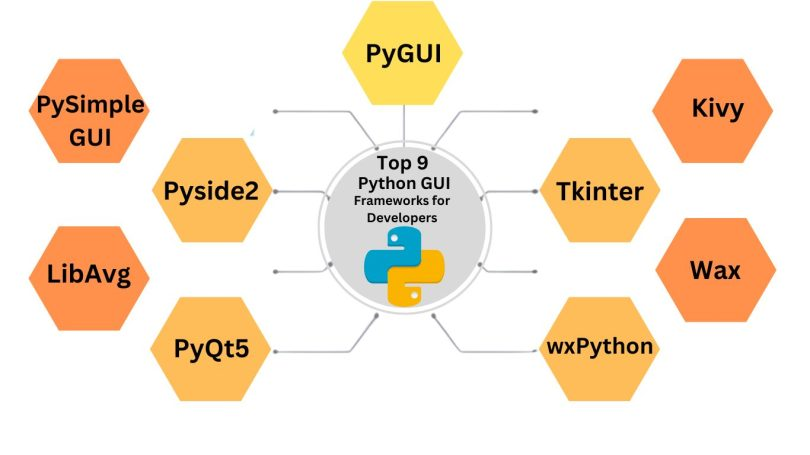 PyGUI
PySimple
GUI
Kivy
Pyside2
Top 9
Python GUI
Frameworks for
Developers
Tkinter
LibAvg
Wax
PyQt5
wxPython